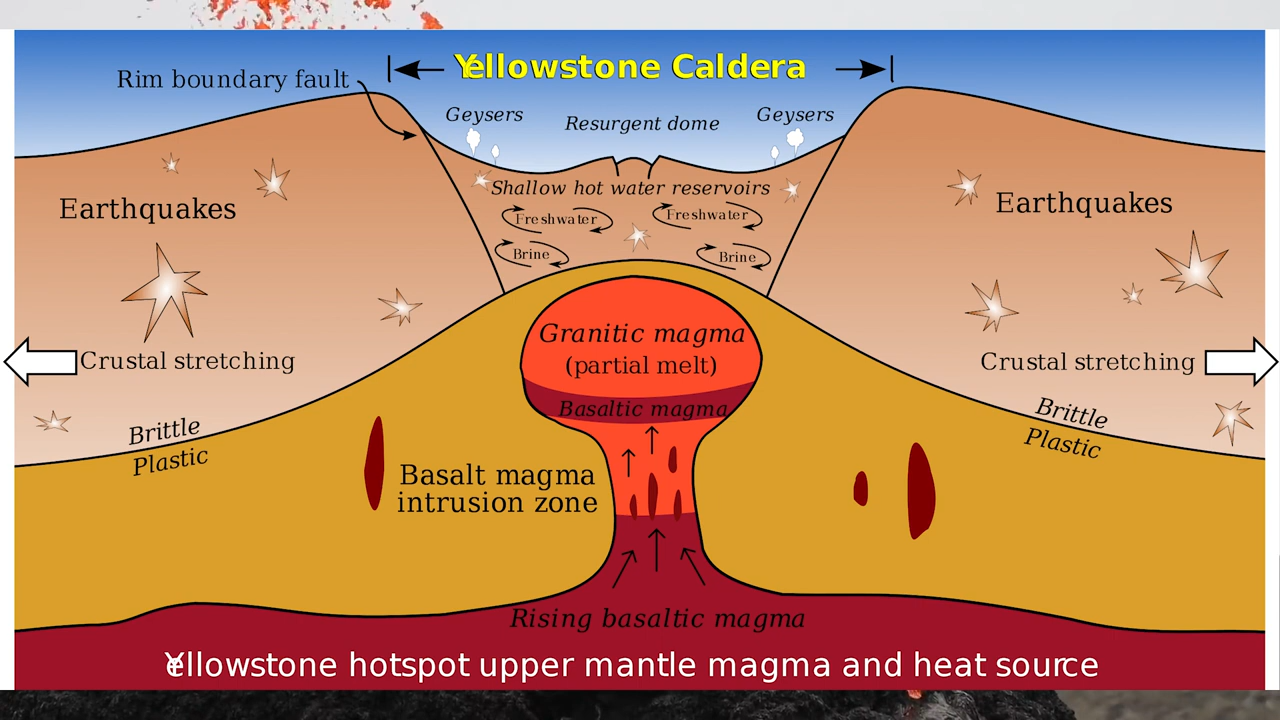 Yellowstone Caldera
Rim boundary fault
Geysers
Resurgent dome
Geysers
Shallow hot water reservoirs
Freshwater
Freshwater
Brine
Brine
Earthquakes
Earthquakes
Granitic magma
(partial melt)
Crustal stretching
Crustal stretching
Basaltic magma
Brittle
Plastic
Brittle
Plastic
Basalt magma
intrusion zone
Rising basaltic magma
Yellowstone hotspot upper mantle magma and heat source